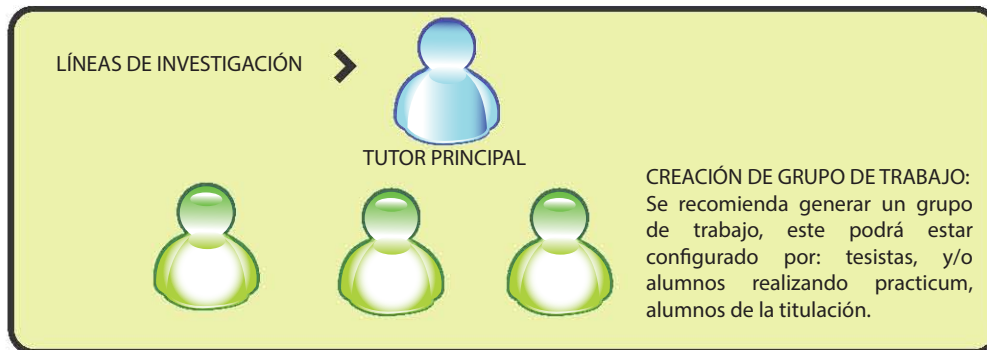 LÍNEAS DE INVESTIGACIÓN
TUTOR PRINCIPAL
CREACIÓN DE GRUPO DE TRABAJO:
Se recomienda generar un grupo
de trabajo, este podrá estar
configurado por: tesistas, y/o
alumnos realizando practicum,
alumnos de la titulación.